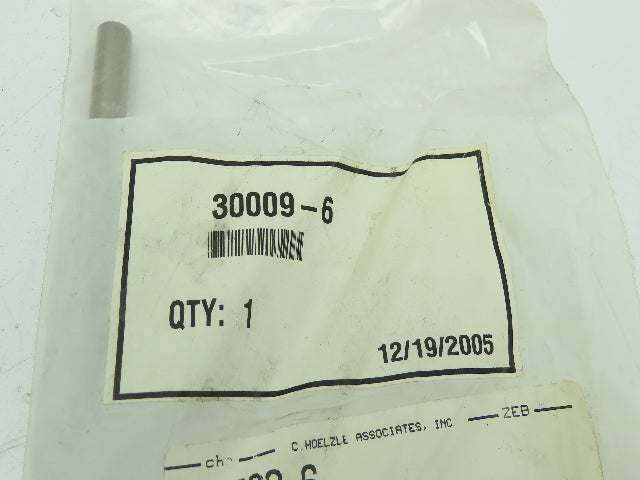 30009-6
QTY: 1
12/19/2005
C. HOELZLE ASSOCIATES, INC. ZEB